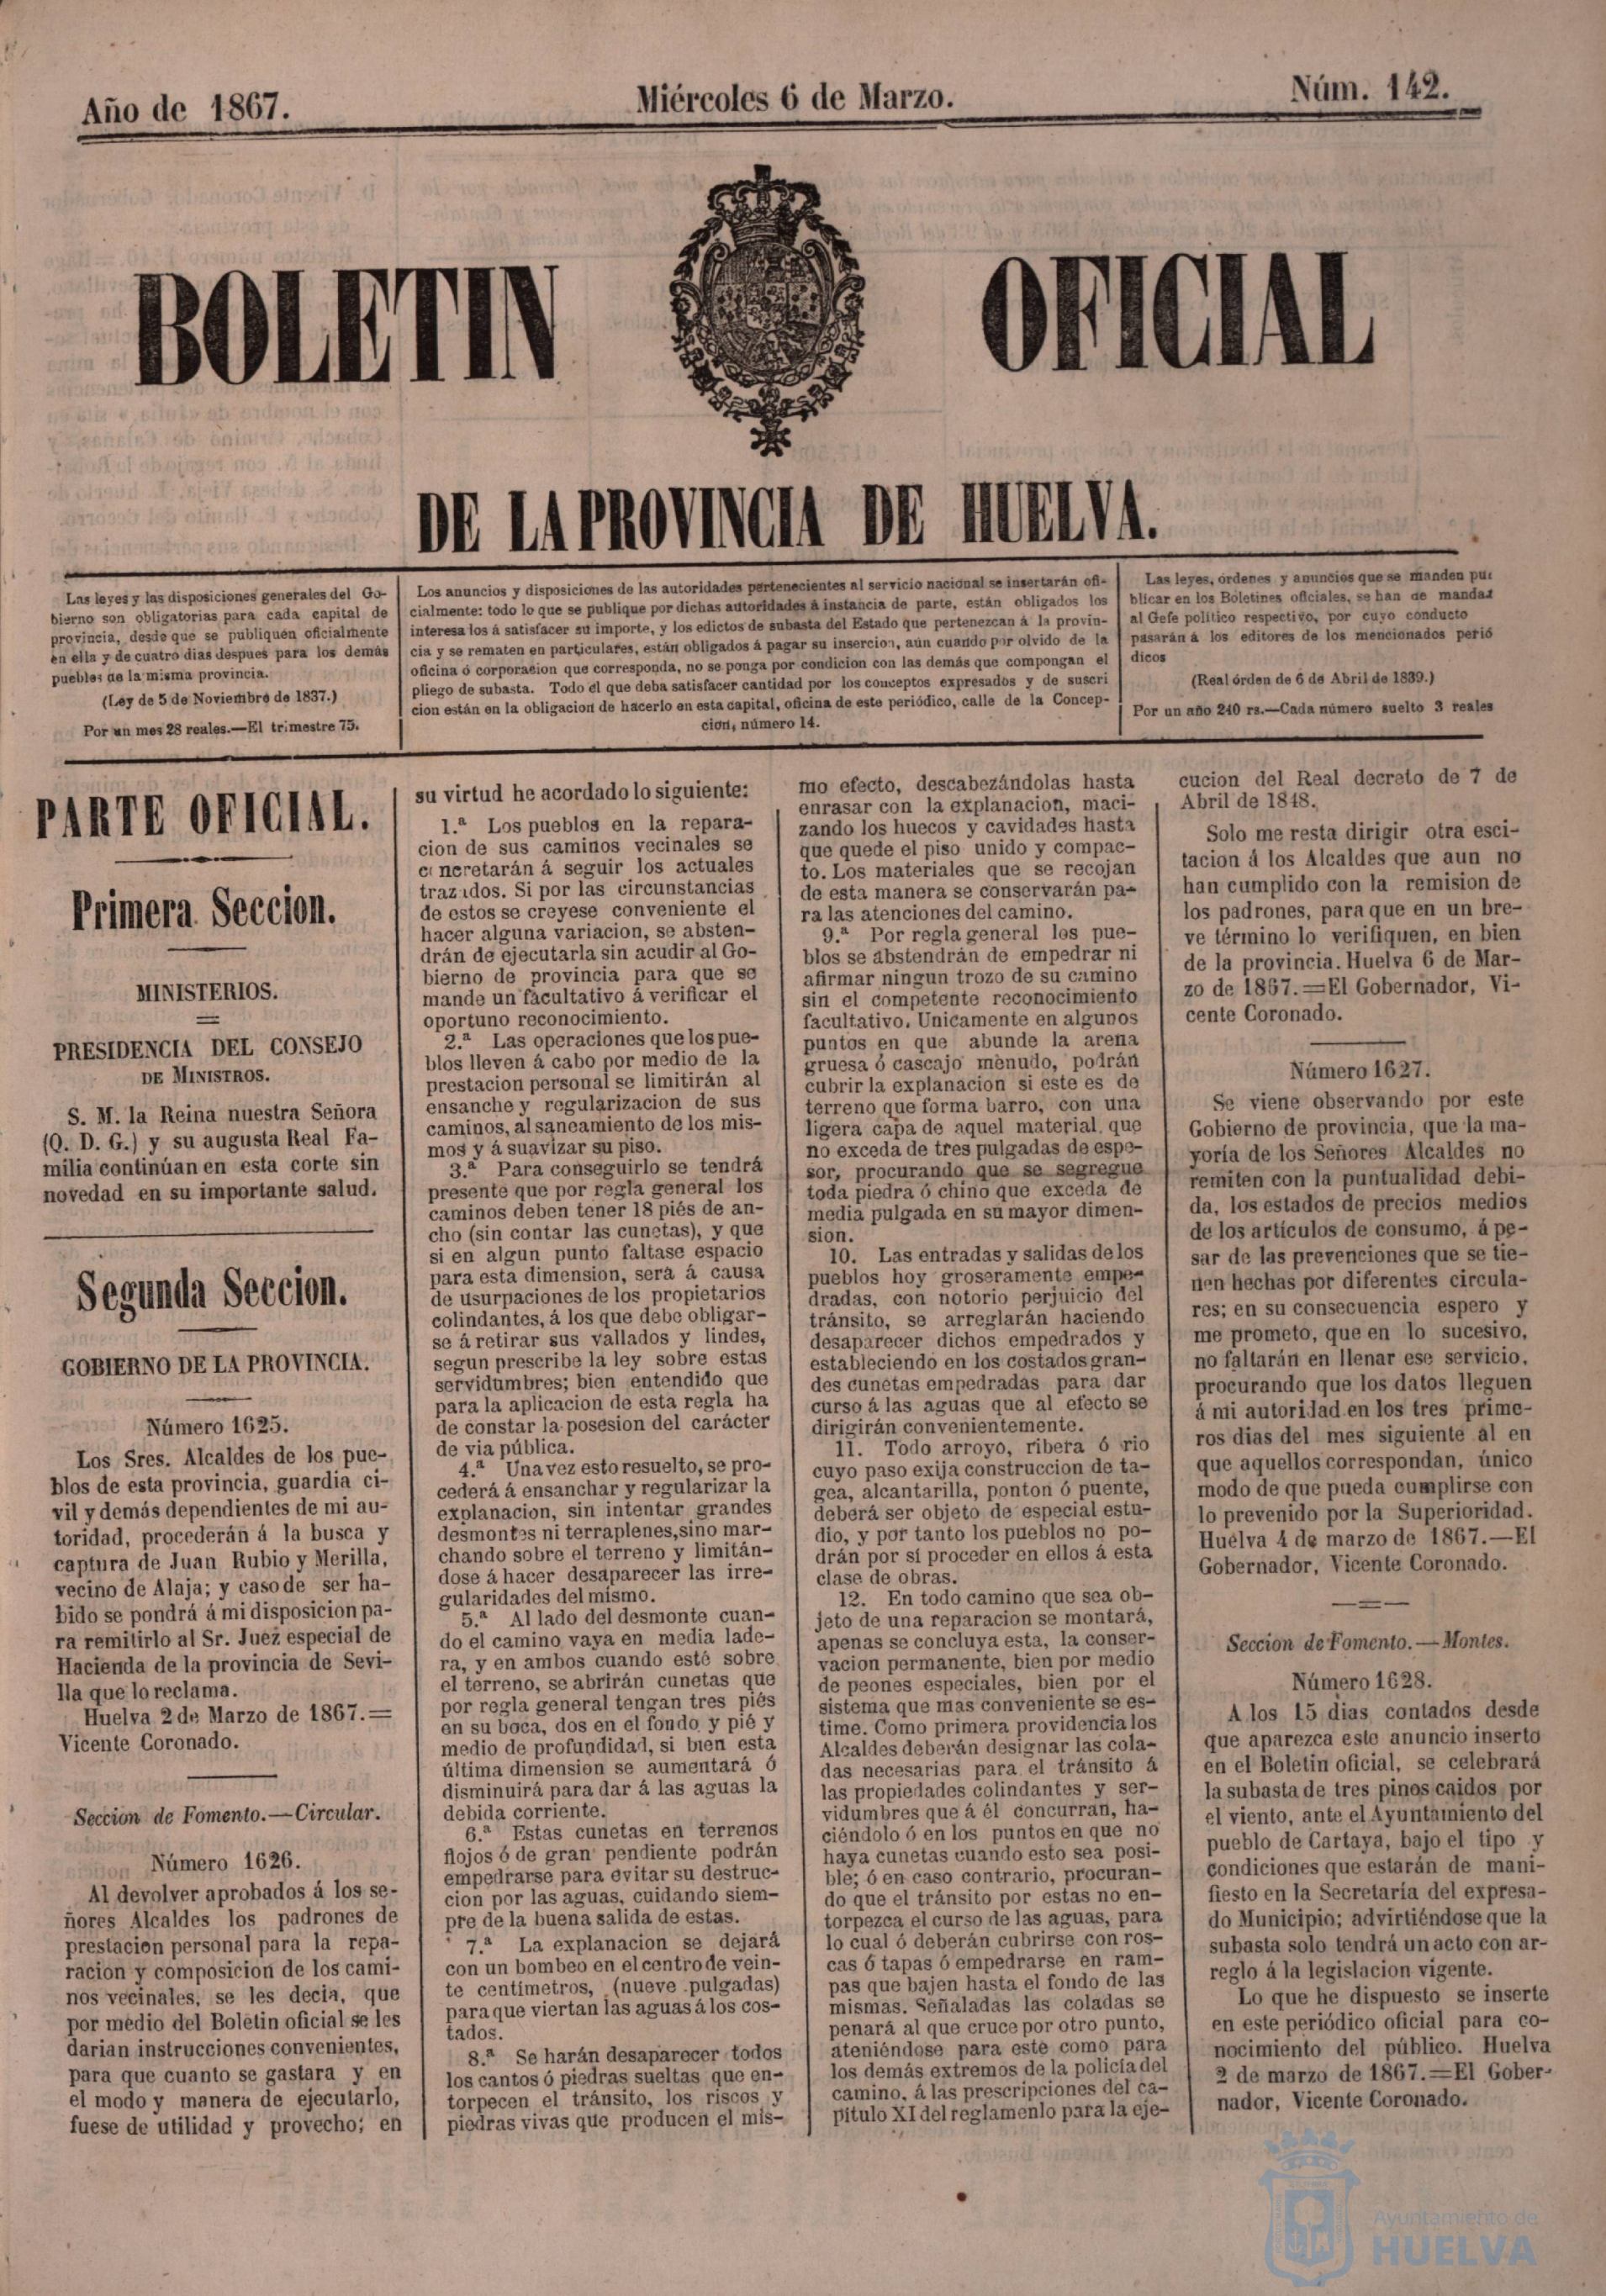 Año de 1867.
Miércoles 6 de Marzo.
Núm. 142.
BOLETIN OFICIAL
DE LA PROVINCIA DE HUELVA.
Las leyes y las disposiciones generales del Go-
bierno son obligatorias para cada capital de
provincia, desde que se publiquen oficialmente
en ella y de cuatro dias despues para los demás
pueblos de la misma provincia.
(Ley de 5 de Noviembre de 1837.)
Por un mes 28 reales.—El trimestre 75.
Los anuncios y disposiciones de las autoridades pertenecientes al servicio nacional se insertarán ofi-
cialmente: todo lo que se publique por dichas autoridades á instancia de parte, están obligados los
interesa los á satisfacer su importe, y los edictos de subasta del Estado que pertenezcan á la provin-
cia y se rematen en particulares, están obligados á pagar su insercion, aun cuando por olvido de la
oficina ó corporacion que corresponda, no se ponga por condicion con las demás que compongan el
pliego de subasta. Todo el que deba satisfacer cantidad por los conceptos expresados y de suscri
cion están en la obligacion de hacerlo en esta capital, oficina de este periódico, calle de la Concep-
cion, número 14.
Las leyes, órdenes y anuncios que se manden pu
blicar en los Boletines oficiales, se han de mandar
al Gefe político respectivo, por cuyo conducto
pasarán á los editores de los mencionados perió
dicos
(Real órden de 6 de Abril de 1839.)
Por un año 240 rs.—Cada número suelto 3 reales
PARTE OFICIAL.
Primera Seccion.
MINISTERIOS.
PRESIDENCIA DEL CONSEJO
DE MINISTROS.
S. M. la Reina nuestra Señora
(Q. D. G.) y su augusta Real Fa-
milia continúan en esta corte sin
novedad en su importante salud.
Segunda Seccion.
GOBIERNO DE LA PROVINCIA.
Número 1625.
Los Sres. Alcaldes de los pue-
blos de esta provincia, guardia ci-
vil y demás dependientes de mi au-
toridad, procederán á la busca y
captura de Juan Rubio y Merilla,
vecino de Alaja; y caso de ser ha-
bido se pondrá á mi disposicion pa-
ra remitirlo al Sr. Juez especial de
Hacienda de la provincia de Sevi-
lla que lo reclama.
Huelva 2 de Marzo de 1867.=
Vicente Coronado.
Seccion de Fomento.—Circular.
Número 1626.
Al devolver aprobados á los se-
ñores Alcaldes los padrones de
prestacion personal para la repa-
racion y composicion de los cami-
nos vecinales, se les decia, que
por medio del Boletin oficial se les
darian instrucciones convenientes,
para que cuanto se gastara y en
el modo y manera de ejecutarlo,
fuese de utilidad y provecho; en
su virtud he acordado lo siguiente:
1.ª Los pueblos en la repara-
cion de sus caminos vecinales se
cncretarán á seguir los actuales
trazados. Si por las circunstancias
de estos se creyese conveniente el
hacer alguna variacion, se absten-
drán de ejecutarla sin acudir al Go-
bierno de provincia para que se
mande un facultativo á verificar el
oportuno reconocimiento.
2.ª Las operaciones que los pue-
blos lleven á cabo por medio de la
prestacion personal se limitirán al
ensanche y regularizacion de sus
caminos, al saneamiento de los mis-
mos y á suavizar su piso.
3.ª Para conseguirlo se tendrá
presente que por regla general los
caminos deben tener 18 piés de an-
cho (sin contar las cunetas), y que
si en algun punto faltase espacio
para esta dimension, será á causa
de usurpaciones de los propietarios
colindantes, á los que debe obligar-
se á retirar sus vallados y lindes,
segun prescribe la ley sobre estas
servidumbres; bien entendido que
para la aplicacion de esta regla ha
de constar la posesion del carácter
de via pública.
4.ª Una vez esto resuelto, se pro-
cederá á ensanchar y regularizar la
explanacion, sin intentar grandes
desmontes ni terraplenes, sino mar-
chando sobre el terreno y limitán-
dose á hacer desaparecer las irre-
gularidades del mismo.
5.ª Al lado del desmonte cuan-
do el camino vaya en media lade-
ra, y en ambos cuando esté sobre
el terreno, se abrirán cunetas que
por regla general tengan tres piés
en su boca, dos en el fondo y pié y
medio de profundidad, si bien esta
última dimension se aumentará ó
disminuirá para dar á las aguas la
debida corriente.
6.ª Estas cunetas en terrenos
flojos ó de gran pendiente podrán
empedrarse para evitar su destruc-
cion por las aguas, cuidando siem-
pre de la buena salida de estas.
7.ª La explanacion se dejará
con un bombeo en el centro de vein-
te centímetros, (nueve pulgadas)
para que viertan las aguas á los cos-
tados.
8.ª Se harán desaparecer todos
los cantos ó piedras sueltas que en-
torpecen el tránsito, los riscos y
piedras vivas que producen el mis-
mo efecto, descabezándolas hasta
enrasar con la explanacion, maci-
zando los huecos y cavidades hasta
que quede el piso unido y compac-
to. Los materiales que se recojan
de esta manera se conservarán pa-
ra las atenciones del camino.
9.ª Por regla general los pue-
blos se abstendrán de empedrar ni
afirmar ningun trozo de su camino
sin el competente reconocimiento
facultativo. Unicamente en algunos
puntos en que abunde la arena
gruesa ó cascajo menudo, podrán
cubrir la explanacion si este es de
terreno que forma barro, con una
ligera capa de aquel material que
no exceda de tres pulgadas de espe-
sor, procurando que se segregue
toda piedra ó chino que exceda de
media pulgada en su mayor dimen-
sion.
10. Las entradas y salidas de los
pueblos hoy groseramente empe-
dradas, con notorio perjuicio del
tránsito, se arreglarán haciendo
desaparecer dichos empedrados y
estableciendo en los costados gran-
des cunetas empedradas para dar
curso á las aguas que al efecto se
dirigirán convenientemente.
11. Todo arroyo, ribera ó rio
cuyo paso exija construccion de ta-
gea, alcantarilla, ponton ó puente,
deberá ser objeto de especial estu-
dio, y por tanto los pueblos no po-
drán por sí proceder en ellos á esta
clase de obras.
12. En todo camino que sea ob-
jeto de una reparacion se montará,
apenas se concluya esta, la conser-
vacion permanente, bien por medio
de peones especiales, bien por el
sistema que mas conveniente se es-
time. Como primera providencia los
Alcaldes deberán designar las cola-
das necesarias para el tránsito á
las propiedades colindantes y ser-
vidumbres que á él concurran, ha-
ciéndolo ó en los puntos en que no
haya cunetas cuando esto sea posi-
ble; ó en caso contrario, procuran-
do que el tránsito por estas no en-
torpezca el curso de las aguas, para
lo cual ó deberán cubrirse con ros-
cas ó tapas ó empedrarse en ram-
pas que bajen hasta el fondo de las
mismas. Señaladas las coladas se
penará al que cruce por otro punto,
ateniéndose para este como para
los demás extremos de la policía del
camino, á las prescripciones del ca-
pitulo XI del reglamenlo para la eje-
cucion del Real decreto de 7 de
Abril de 1848.
Solo me resta dirigir otra esci-
tacion á los Alcaldes que aun no
han cumplido con la remision de
los padrones, para que en un bre-
ve término lo verifiquen, en bien
de la provincia. Huelva 6 de Mar-
zo de 1867.=El Gobernador, Vi-
cente Coronado.
Número 1627.
Se viene observando por este
Gobierno de provincia, que la ma-
yoría de los Señores Alcaldes no
remiten con la puntualidad debi-
da, los estados de precios medios
de los artículos de consumo, á pe-
sar de las prevenciones que se tie-
nen hechas por diferentes circula-
res; en su consecuencia espero y
me prometo, que en lo sucesivo,
no faltarán en llenar ese servicio,
procurando que los datos lleguen
á mi autoridad en los tres prime-
ros dias del mes siguiente al en
que aquellos correspondan, único
modo de que pueda cumplirse con
lo prevenido por la Superioridad.
Huelva 4 de marzo de 1867.—El
Gobernador, Vicente Coronado.
Seccion de Fomento.—Montes.
Número 1628.
A los 15 dias contados desde
que aparezca este anuncio inserto
en el Boletin oficial, se celebrará
la subasta de tres pinos caidos por
el viento, ante el Ayuntamiento del
pueblo de Cartaya, bajo el tipo y
condiciones que estarán de mani-
fiesto en la Secretaría del expresa-
do Municipio; advirtiéndose que la
subasta solo tendrá un acto con ar-
reglo á la legislacion vigente.
Lo que he dispuesto se inserte
en este periódico oficial para co-
nocimiento del público. Huelva
2 de marzo de 1867.=El Gober-
nador, Vicente Coronado.
Ayuntamiento de
HUELVA